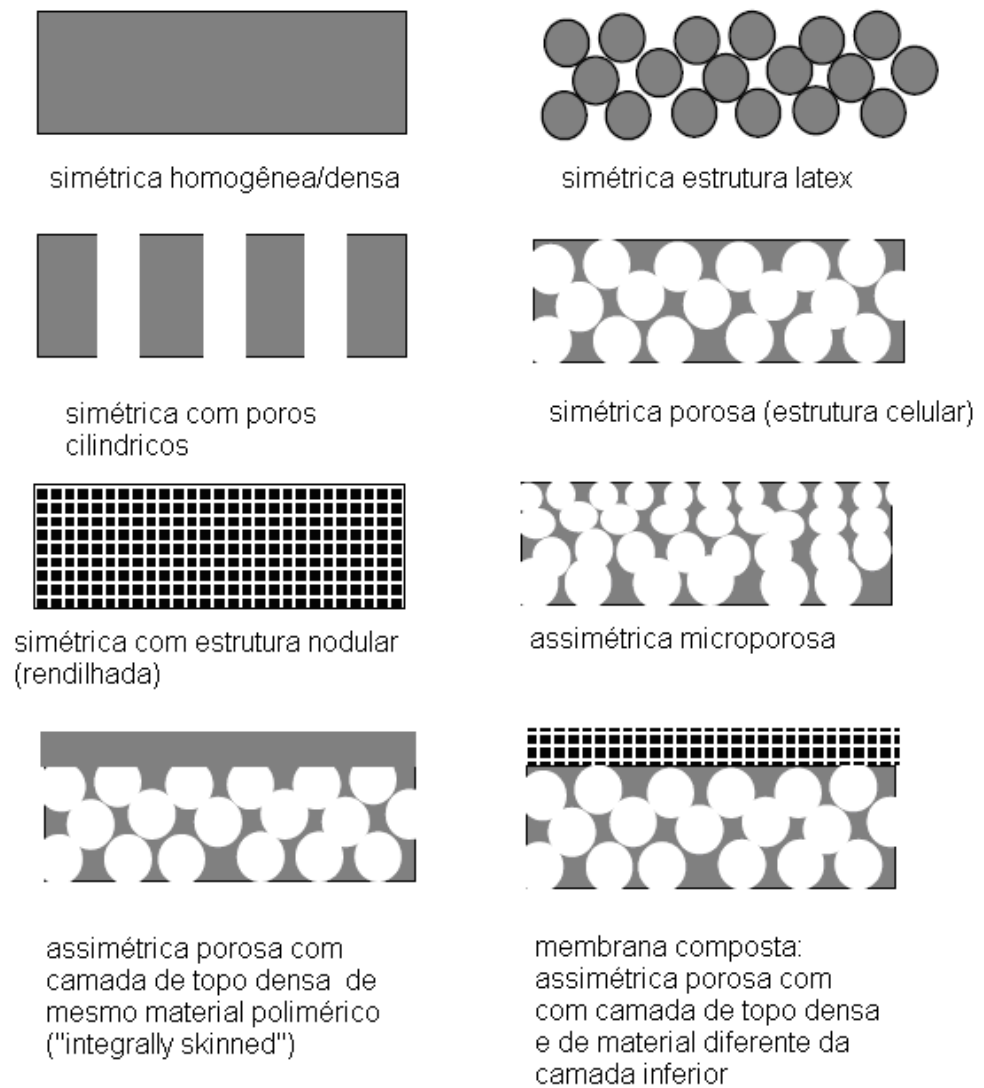 simétrica homogênea/densa
simétrica estrutura latex
simétrica com poros
cilindricos
simétrica porosa (estrutura celular)
simétrica com estrutura nodular
(rendilhada)
assimétrica microporosa
assimétrica porosa com
camada de topo densa de
mesmo material polimérico
("integrally skinned")
membrana composta:
assimétrica porosa com
com camada de topo densa
e de material diferente da
camada inferior